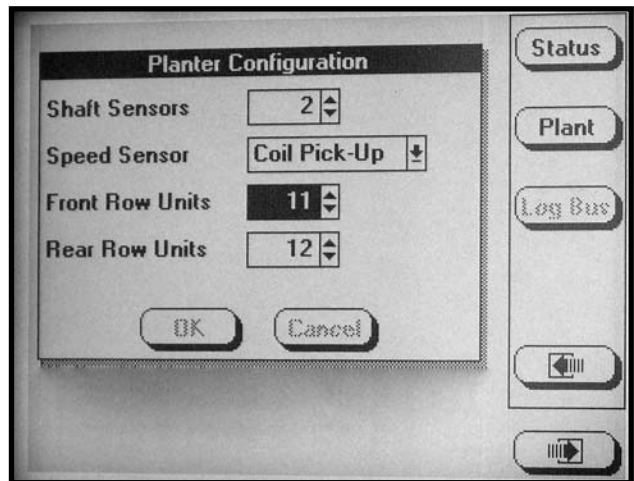 Planter Configuration
Shaft Sensors 2
Speed Sensor Coil Pick-Up
Front Row Units 11
Rear Row Units 12
OK Cancel
Status
Plant
Log Bus